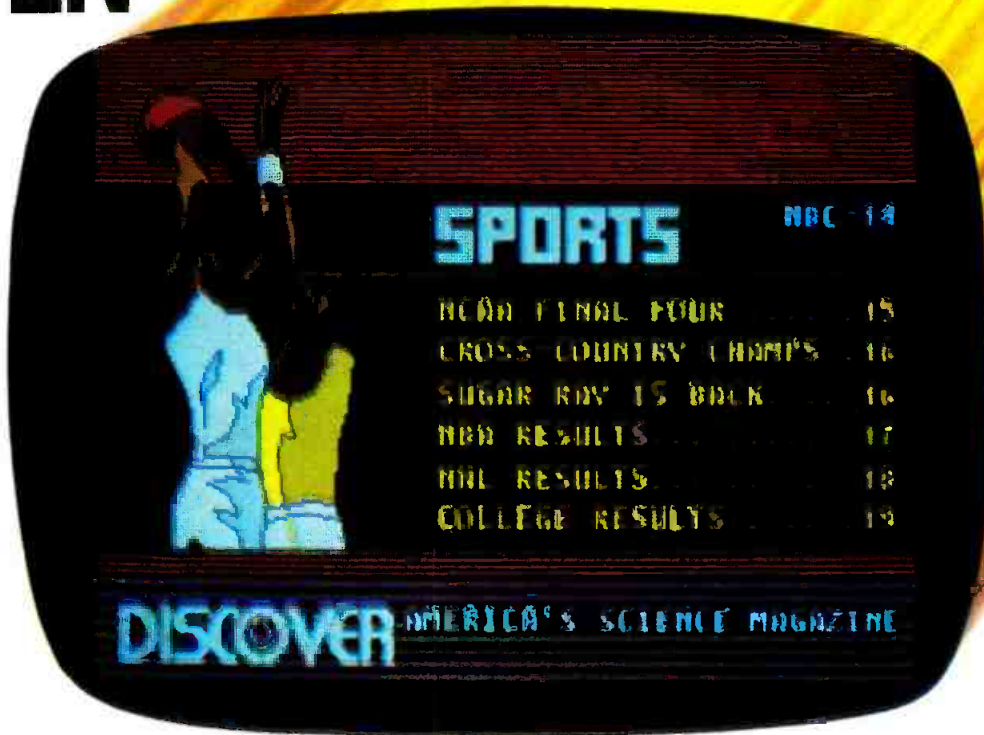 SPORTS
NBC-14
NCAA FINAL FOUR ........ 15
CROSS-COUNTRY CHAMPS . 16
SUGAR RAY IS BACK ...... 16
NBA RESULTS ............ 17
NHL RESULTS ............ 18
COLLEGE RESULTS ........ 19
DISCOVER AMERICA'S SCIENCE MAGAZINE